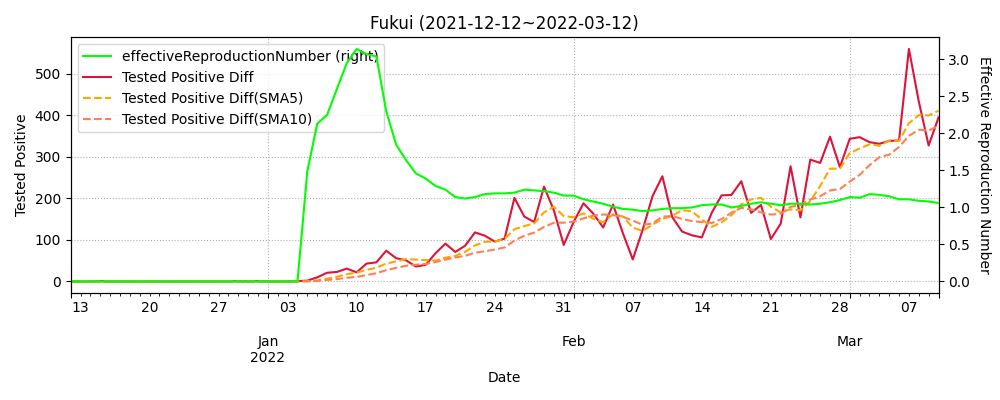 Fukui (2021-12-12~2022-03-12)
effectiveReproductionNumber (right)
Tested Positive Diff
Tested Positive Diff(SMA5)
Tested Positive Diff(SMA10)
Tested Positive
500
400
300
200
100
0
3.0
2.5
2.0
1.5
1.0
0.5
0.0
Effective Reproduction Number
13 20 27 03 10 17 24 31 07 14 21 28 07
Jan Feb Mar
2022
Date